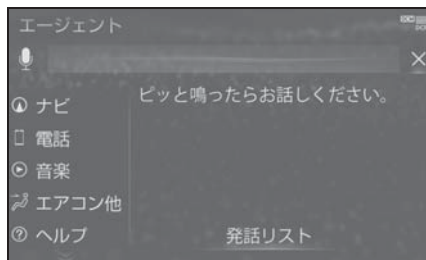 エージェント
ピッと鳴ったらお話しください。
ナビ
電話
音楽
エアコン他
ヘルプ
発話リスト